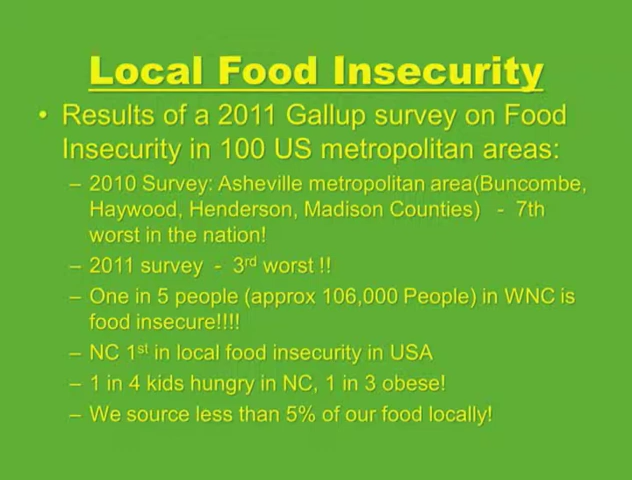 Local Food Insecurity
• Results of a 2011 Gallup survey on Food
Insecurity in 100 US metropolitan areas:
– 2010 Survey: Asheville metropolitan area(Buncombe,
Haywood, Henderson, Madison Counties) - 7th
worst in the nation!
– 2011 survey - 3rd worst !!
– One in 5 people (approx 106,000 People) in WNC is
food insecure!!!!
– NC 1st in local food insecurity in USA
– 1 in 4 kids hungry in NC, 1 in 3 obese!
– We source less than 5% of our food locally!